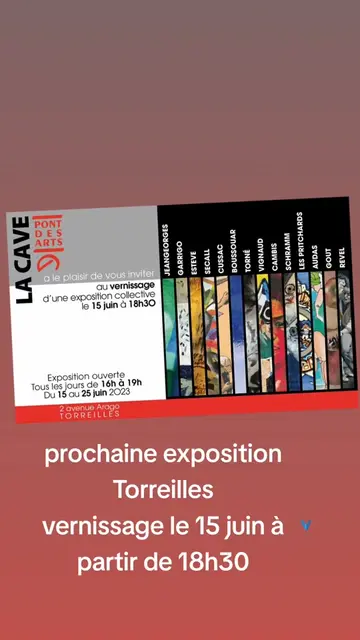 LA CAVE
PONT
DES
ARTS
a le plaisir de vous inviter
au vernissage
d'une exposition collective
le 15 juin à 18H30
Exposition ouverte
Tous les jours de 16h à 19h
Du 15 au 25 juin 2023
2 avenue Arago
TORREILLES
JEANGEORGES
GARRIGO
ESTEVE
SECALL
CUSSAC
BOUSSOUAR
TORNÉ
VIGNAUD
CAMBIS
SCHRAMM
LES PRITCHARDS
AUDAS
GOUT
REVEL
prochaine exposition
Torreilles
vernissage le 15 juin à
partir de 18h30